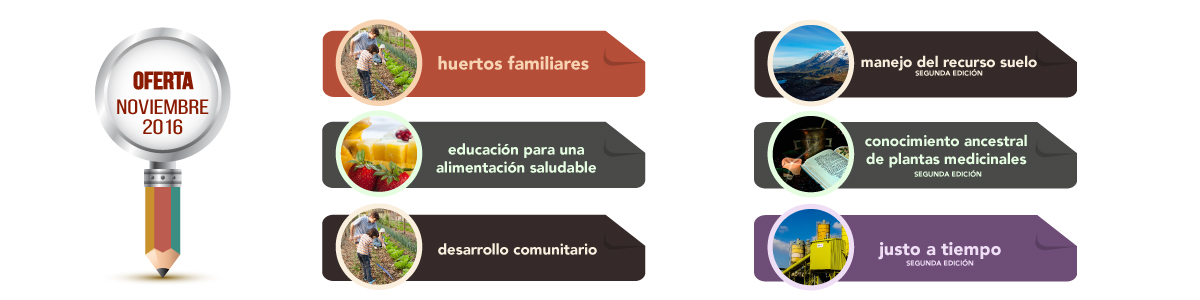 OFERTA
NOVIEMBRE
2016
huertos familiares
educación para una
alimentación saludable
desarrollo comunitario
manejo del recurso suelo
SEGUNDA EDICIÓN
conocimiento ancestral
de plantas medicinales
SEGUNDA EDICIÓN
justo a tiempo
SEGUNDA EDICIÓN